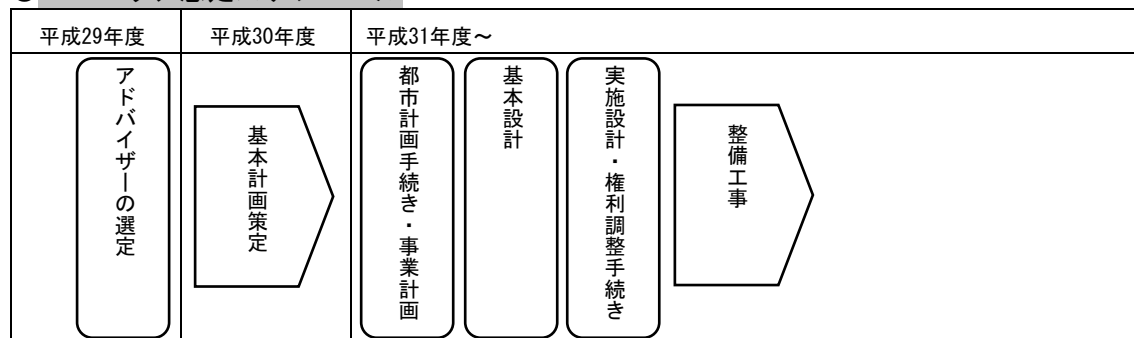 平成29年度
平成30年度
平成31年度～
アドバイザーの選定
基本計画策定
都市計画手続き・事業計画
基本設計
実施設計・権利調整手続き
整備工事